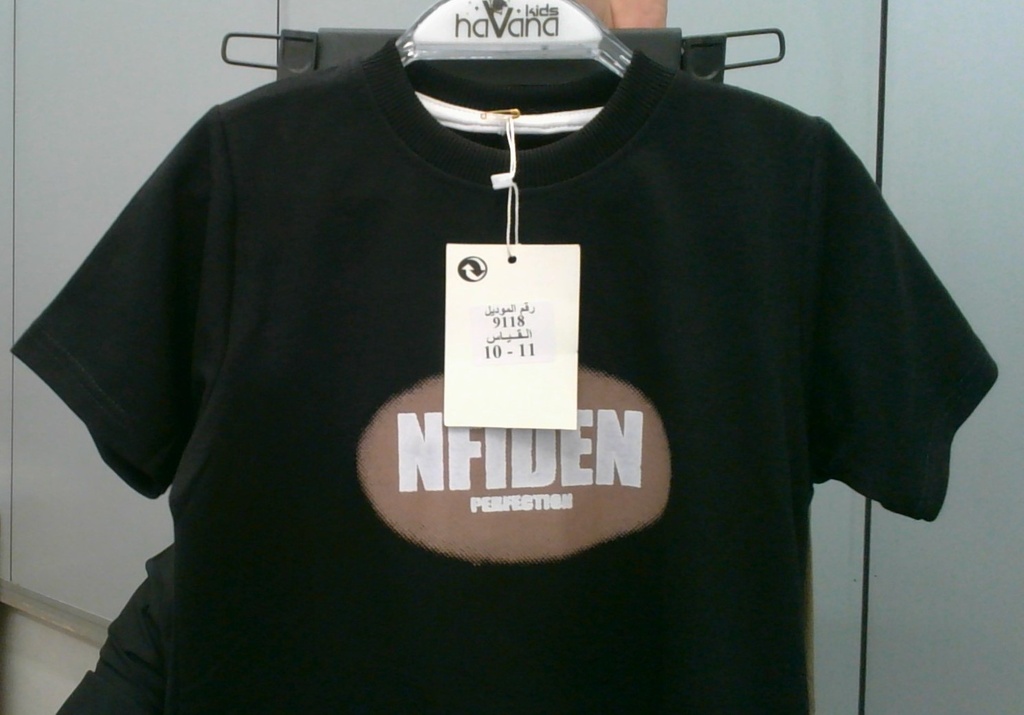 kids
havana
رقم الموديل
9118
القياس
10 - 11
NFIDEN
PERFECTION